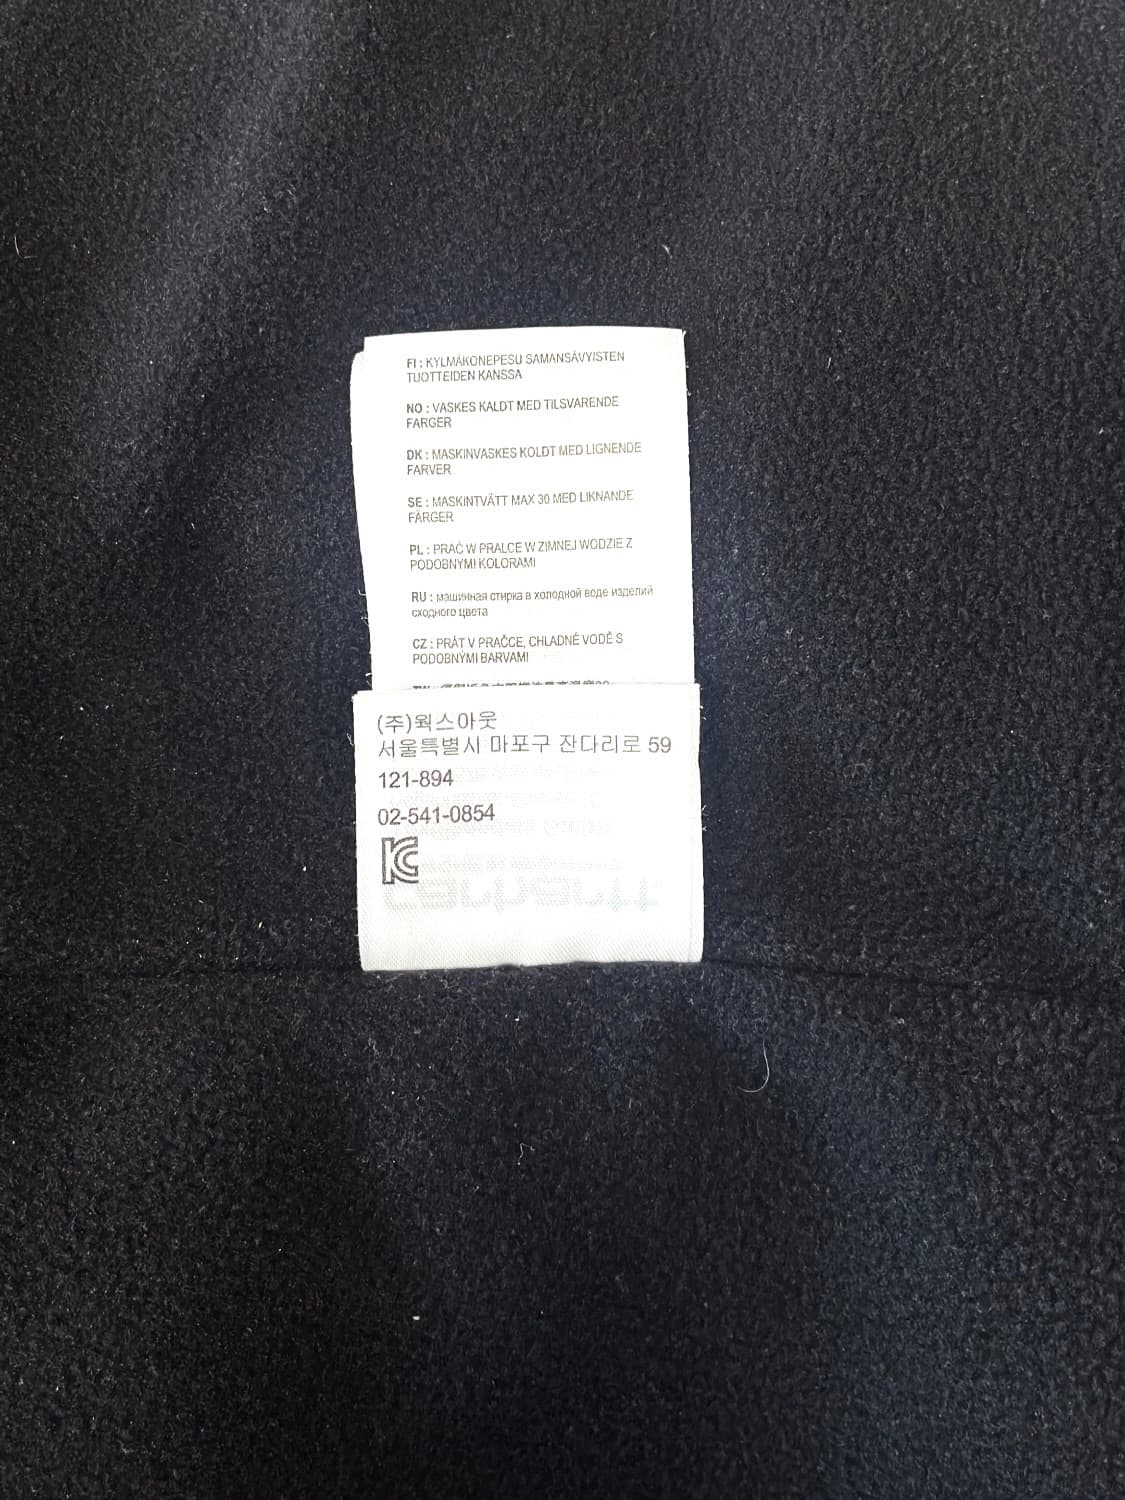 FI : KYLMÄKONEPESU SAMANSÄVYISTEN
TUOTTEIDEN KANSSA
NO : VASKES KALDT MED TILSVARENDE
FARGER
DK : MASKINVASKES KOLDT MED LIGNENDE
FARVER
SE : MASKINTVÄTT MAX 30 MED LIKNANDE
FÄRGER
PL : PRAĆ W PRALCE W ZIMNEJ WODZIE Z
PODOBNYMI KOLORAMI
RU : машинная стирка в холодной воде изделий
сходного цвета
CZ : PRÁT V PRAČCE, CHLADNÉ VODĚ S
PODOBNÝMI BARVAMI
(주)웍스아웃
서울특별시 마포구 잔다리로 59
121-894
02-541-0854
KC